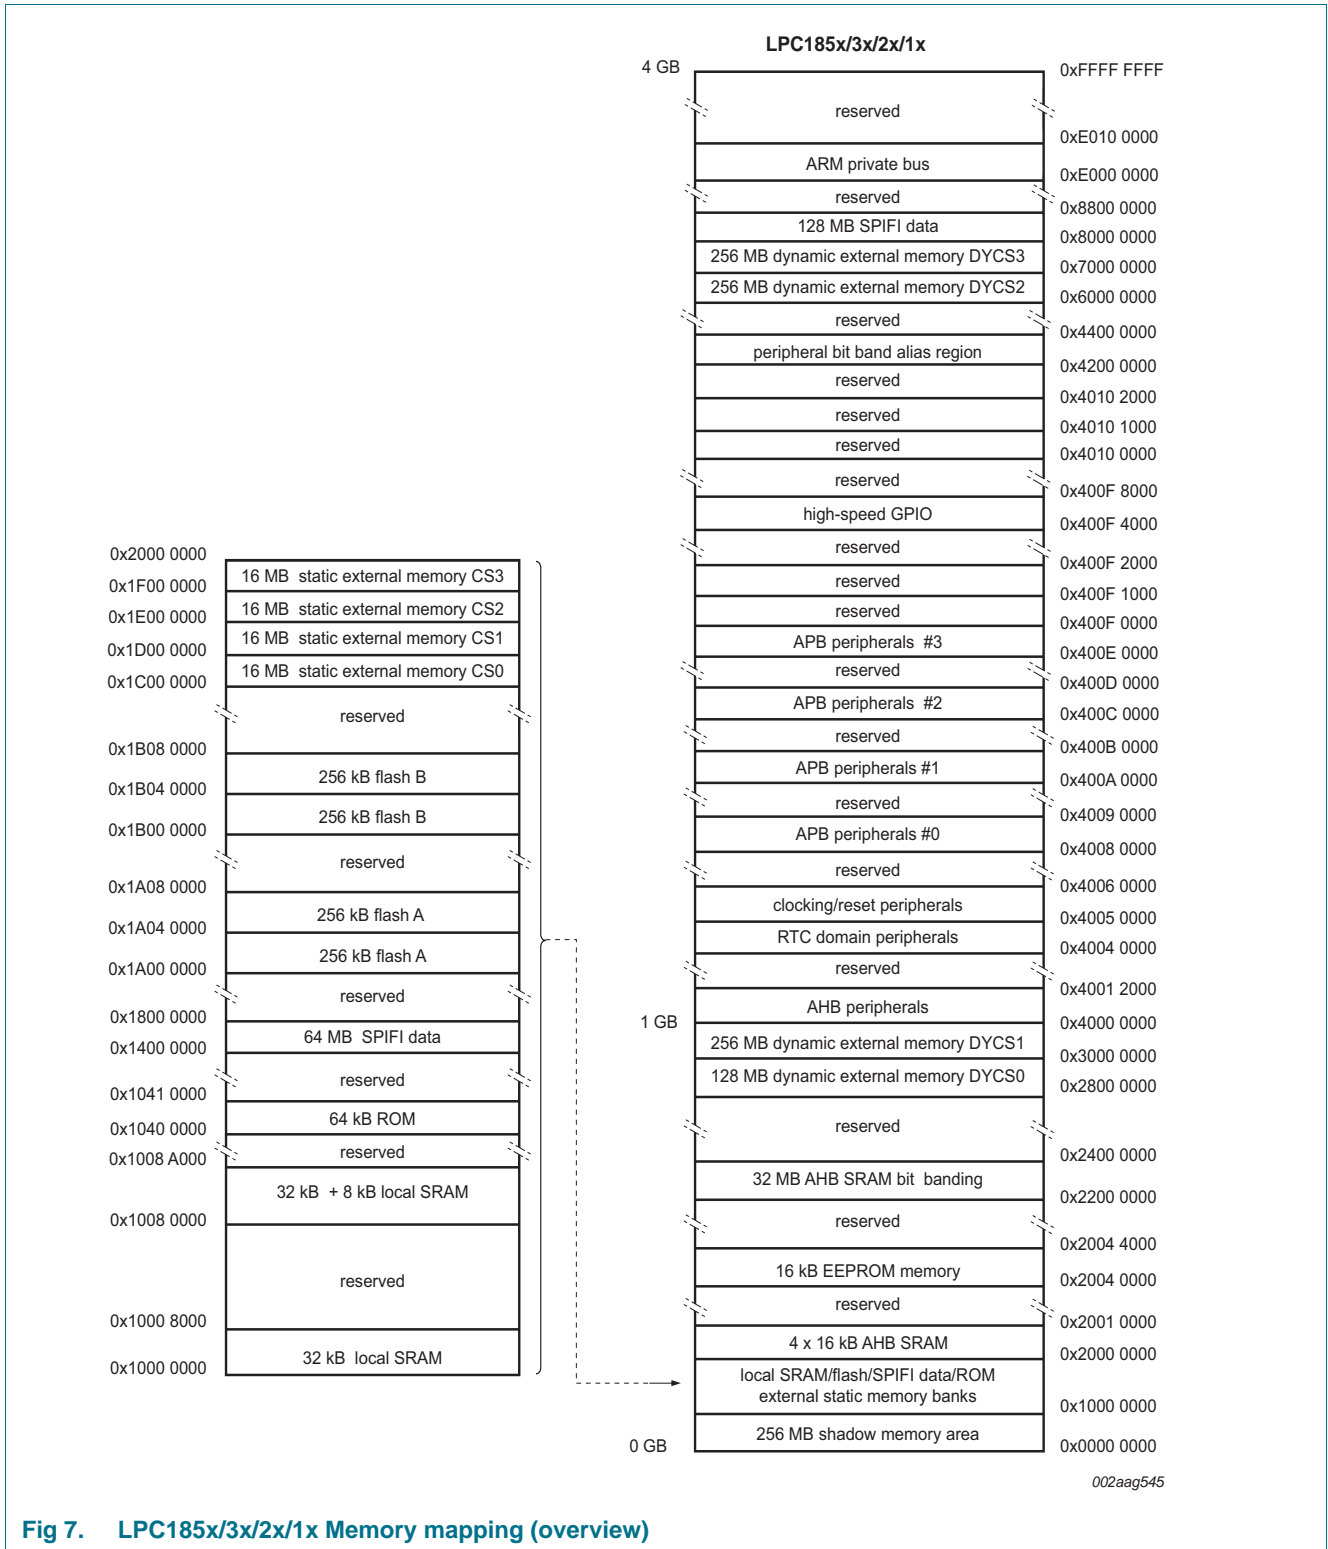 LPC185x/3x/2x/1x
4 GB
0xFFFF FFFF
reserved
0xE010 0000
ARM private bus
0xE000 0000
reserved
0x8800 0000
128 MB SPIFI data
0x8000 0000
256 MB dynamic external memory DYCS3
0x7000 0000
256 MB dynamic external memory DYCS2
0x6000 0000
reserved
0x4400 0000
peripheral bit band alias region
0x4200 0000
reserved
0x4010 2000
reserved
0x4010 1000
reserved
0x4010 0000
reserved
0x400F 8000
high-speed GPIO
0x400F 4000
reserved
0x400F 2000
reserved
0x400F 1000
reserved
0x400F 0000
APB peripherals #3
0x400E 0000
reserved
0x400D 0000
APB peripherals #2
0x400C 0000
reserved
0x400B 0000
APB peripherals #1
0x400A 0000
reserved
0x4009 0000
APB peripherals #0
0x4008 0000
reserved
0x4006 0000
clocking/reset peripherals
0x4005 0000
RTC domain peripherals
0x4004 0000
reserved
0x4001 2000
AHB peripherals
1 GB
0x4000 0000
256 MB dynamic external memory DYCS1
0x3000 0000
128 MB dynamic external memory DYCS0
0x2800 0000
reserved
0x2400 0000
32 MB AHB SRAM bit banding
0x2200 0000
reserved
0x2004 4000
16 kB EEPROM memory
0x2004 0000
reserved
0x2001 0000
4 x 16 kB AHB SRAM
0x2000 0000
local SRAM/flash/SPIFI data/ROM
external static memory banks
0x1000 0000
256 MB shadow memory area
0 GB
0x0000 0000
0x2000 0000
16 MB static external memory CS3
0x1F00 0000
16 MB static external memory CS2
0x1E00 0000
16 MB static external memory CS1
0x1D00 0000
16 MB static external memory CS0
0x1C00 0000
reserved
0x1B08 0000
256 kB flash B
0x1B04 0000
256 kB flash B
0x1B00 0000
reserved
0x1A08 0000
256 kB flash A
0x1A04 0000
256 kB flash A
0x1A00 0000
reserved
0x1800 0000
64 MB SPIFI data
0x1400 0000
reserved
0x1041 0000
64 kB ROM
0x1040 0000
reserved
0x1008 A000
32 kB + 8 kB local SRAM
0x1008 0000
reserved
0x1000 8000
32 kB local SRAM
0x1000 0000
002aag545
Fig 7. LPC185x/3x/2x/1x Memory mapping (overview)